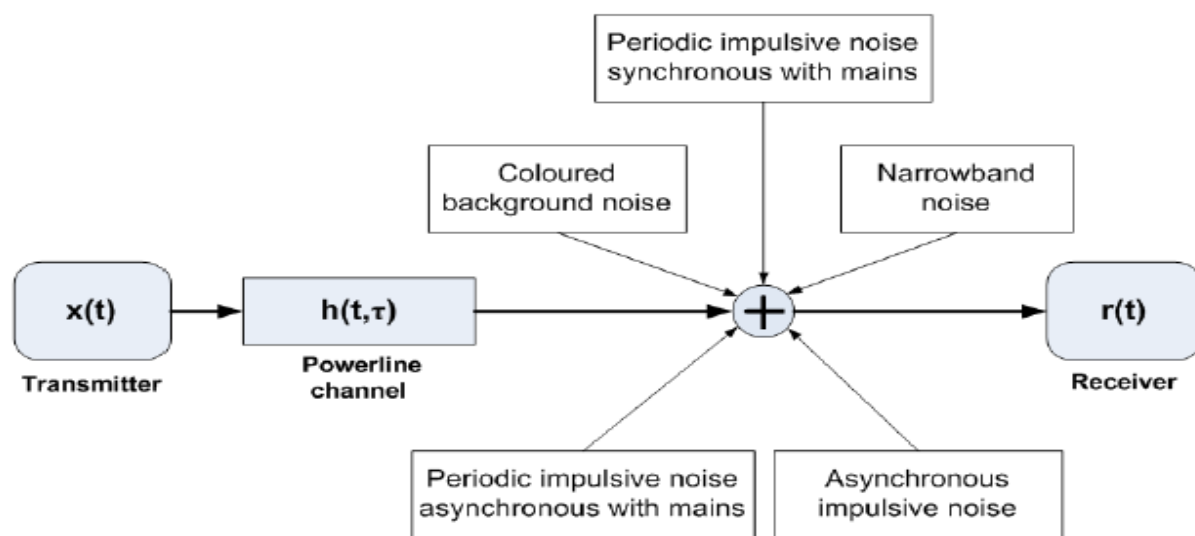 Periodic impulsive noise
synchronous with mains
Coloured
background noise
Narrowband
noise
x(t)
h(t,τ)
+
r(t)
Transmitter
Powerline
channel
Receiver
Periodic impulsive noise
asynchronous with mains
Asynchronous
impulsive noise